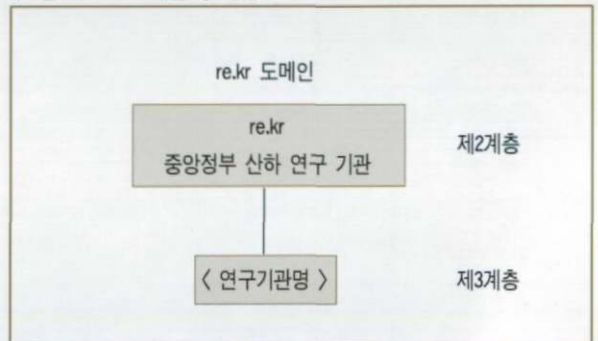 re.kr 도메인
re.kr
중앙정부 산하 연구 기관
제2계층
< 연구기관명 >
제3계층